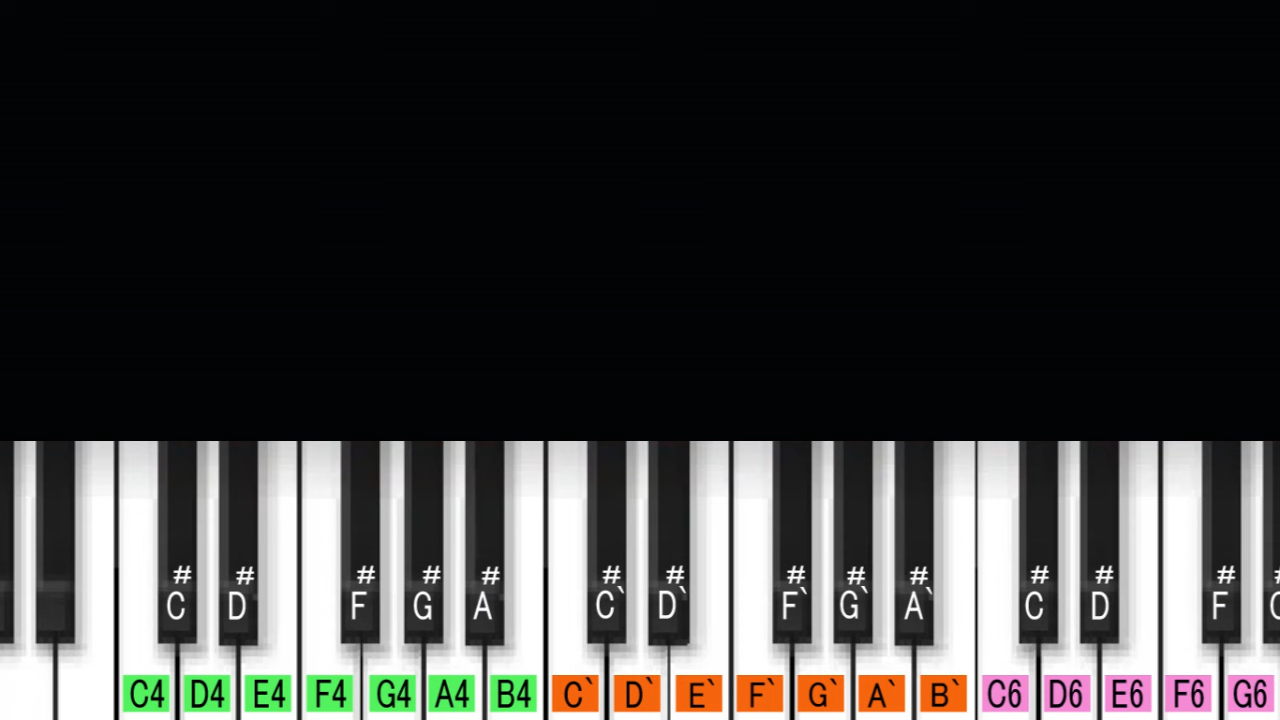 # # # # # # # # # # # # # #
C D F G A C` D` F` G` A` C D F
C4 D4 E4 F4 G4 A4 B4 C` D` E` F` G` A` B` C6 D6 E6 F6 G6